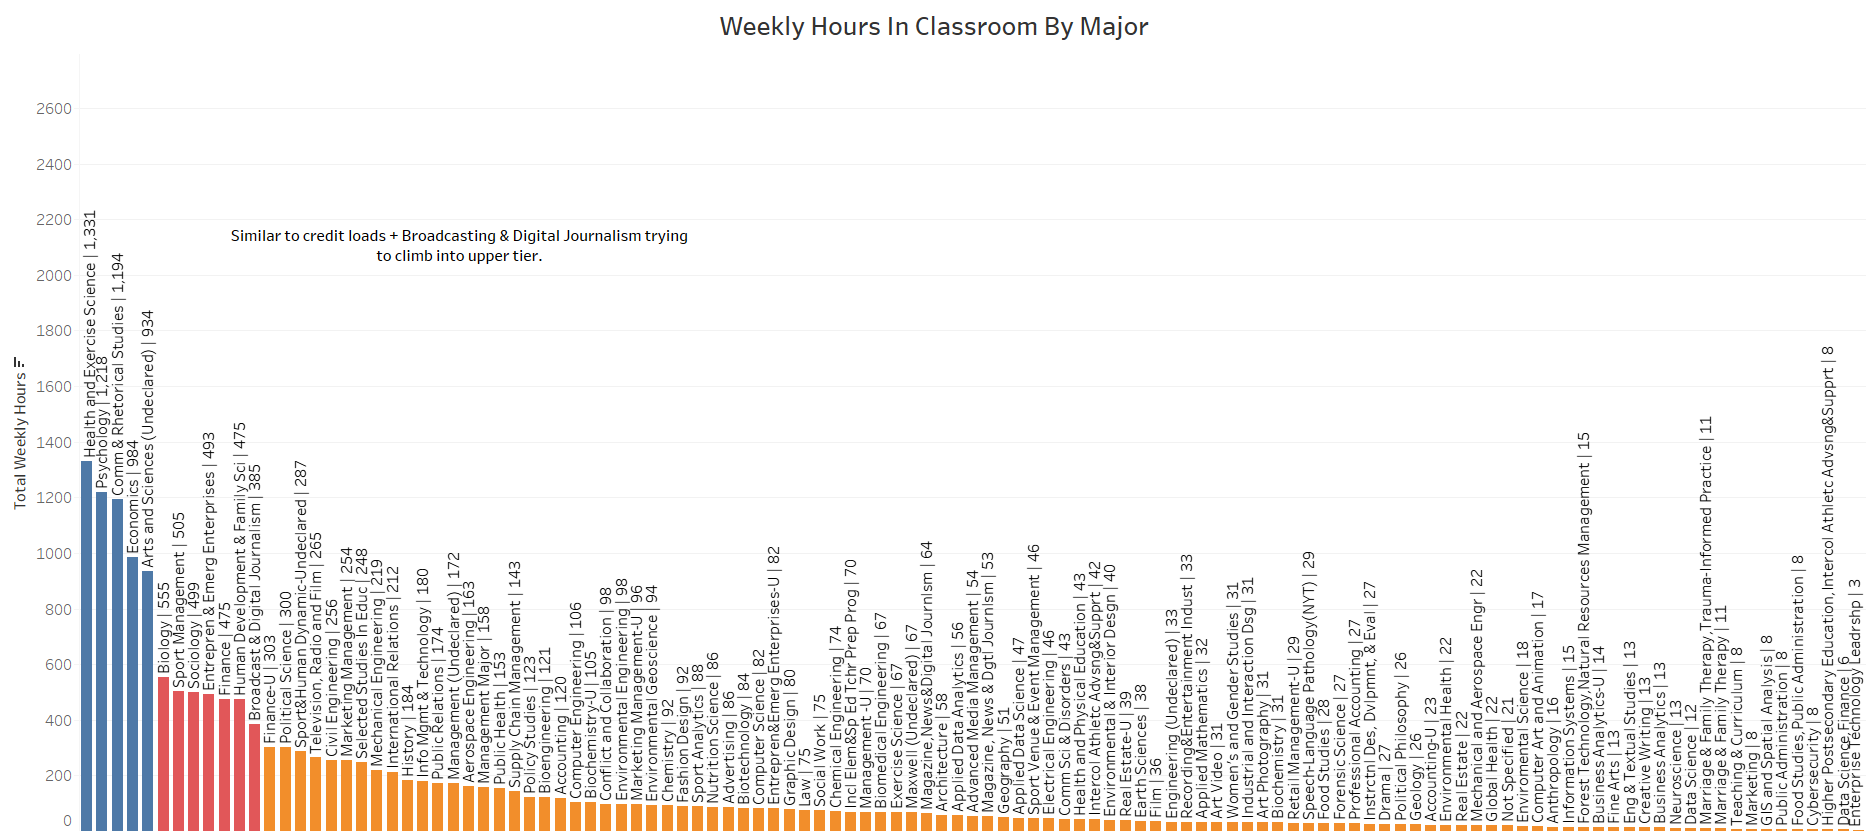 Weekly Hours In Classroom By Major
Similar to credit loads + Broadcasting & Digital Journalism trying
to climb into upper tier.
Total Weekly Hours
2600
2400
2200
2000
1800
1600
1400
1200
1000
800
600
400
200
0
Health and Exercise Science | 1,331
Psychology | 1,218
Comm & Rhetorical Studies | 1,194
Economics | 984
Arts and Sciences (Undeclared) | 934
Biology | 555
Sport Management | 505
Sociology | 499
Entrepren & Emerg Enterprises | 493
Finance | 475
Human Development & Family Sci | 475
Broadcast & Digital Journalism | 385
Finance-U | 303
Political Science | 300
Sport&Human Dynamic-Undeclared | 287
Television, Radio and Film | 265
Civil Engineering | 256
Marketing Management | 254
Selected Studies In Educ | 248
Mechanical Engineering | 219
International Relations | 212
History | 184
Info Mgmt & Technology | 180
Public Relations | 174
Management (Undeclared) | 172
Aerospace Engineering | 163
Management Major | 158
Public Health | 153
Supply Chain Management | 143
Policy Studies | 123
Bioengineering | 121
Accounting | 120
Computer Engineering | 106
Biochemistry-U | 105
Conflict and Collaboration | 98
Environmental Engineering | 98
Marketing Management-U | 96
Environmental Geoscience | 94
Chemistry | 92
Fashion Design | 92
Sport Analytics | 88
Nutrition Science | 86
Advertising | 86
Biotechnology | 84
Computer Science | 82
Entrepren&Emerg Enterprises-U | 82
Graphic Design | 80
Law | 75
Social Work | 75
Chemical Engineering | 74
Incl Elem&Sp Ed Tchr Prep Prog | 70
Management -U | 70
Biomedical Engineering | 67
Exercise Science | 67
Maxwell (Undeclared) | 67
Magazine,News&Digital Journlsm | 64
Architecture | 58
Applied Data Analytics | 56
Advanced Media Management | 54
Magazine, News & Dgtl Journlsm | 53
Geography | 51
Applied Data Science | 47
Sport Venue & Event Management | 46
Electrical Engineering | 46
Comm Sci & Disorders | 43
Health and Physical Education | 43
Intercol Athletc Advsng&Supprt | 42
Environmental & Interior Desgn | 40
Real Estate-U | 39
Earth Sciences | 38
Film | 36
Engineering (Undeclared) | 33
Recording&Entertainment Indust | 33
Applied Mathematics | 32
Art Video | 31
Women's and Gender Studies | 31
Industrial and Interaction Dsg | 31
Art Photography | 31
Biochemistry | 31
Retail Management-U | 29
Speech-Language Pathology(NYT) | 29
Food Studies | 28
Forensic Science | 27
Professional Accounting | 27
Instrctnl Des, Dvlpmnt, & Eval | 27
Drama | 27
Political Philosophy | 26
Geology | 26
Accounting-U | 23
Environmental Health | 22
Real Estate | 22
Mechanical and Aerospace Engr | 22
Global Health | 22
Not Specified | 21
Enviromental Science | 18
Computer Art and Animation | 17
Anthropology | 16
Information Systems | 15
Forest Technology,Natural Resources Management | 15
Business Analytics-U | 14
Fine Arts | 13
Eng & Textual Studies | 13
Creative Writing | 13
Business Analytics | 13
Neuroscience | 13
Data Science | 12
Marriage & Family Therapy,Trauma-Informed Practice | 11
Marriage & Family Therapy | 11
Teaching & Curriculum | 8
Marketing | 8
GIS and Spatial Analysis | 8
Public Administration | 8
Food Studies,Public Administration | 8
Cybersecurity | 8
Higher Postsecondary Education,Intercol Athletc Advsng&Supprt | 8
Data Science,Finance | 6
Enterprise Technology Leadrshp | 3